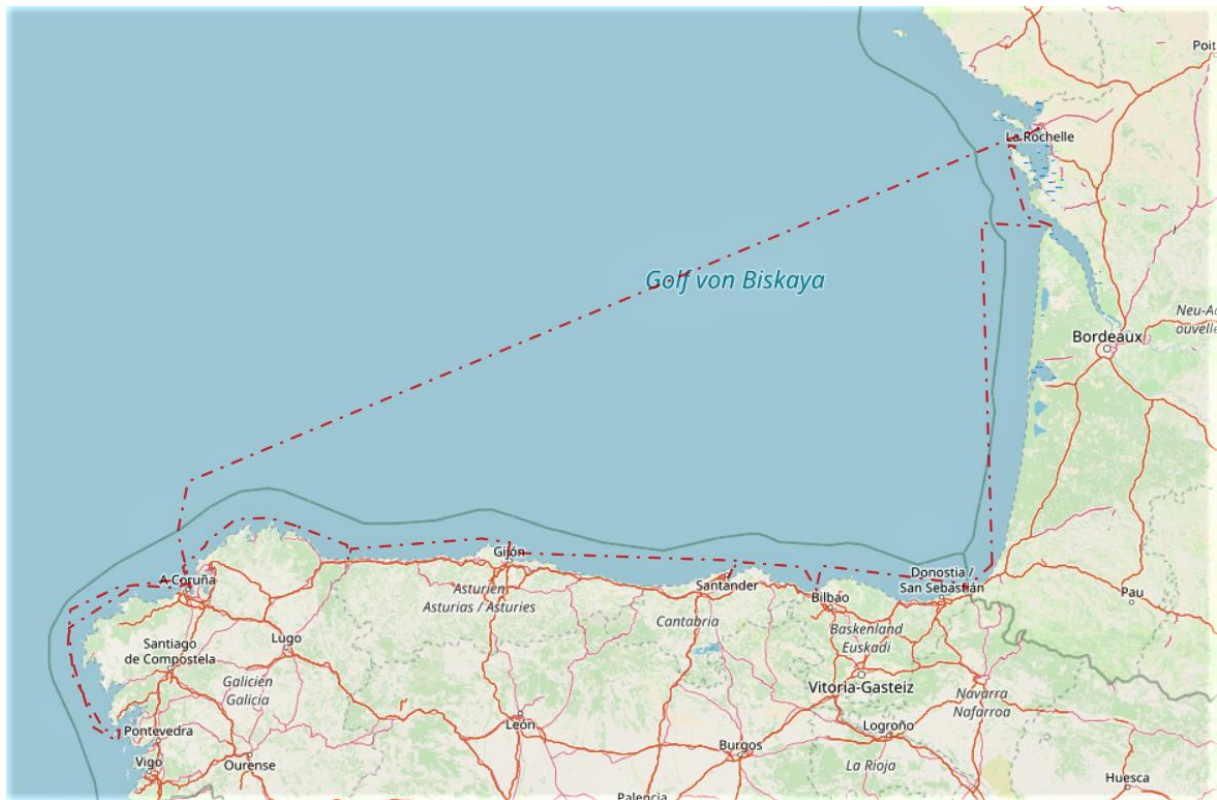 Poit
La Rochelle
Golf von Biskaya
Bordeaux
Neu-Aq
ouvelle
Gijón
A Coruña
Asturien
Asturias / Asturies
Santander
Bilbao
Donostia /
San Sebastián
Pau
Cantabria
Santiago
de Compostela
Lugo
Baskenland
Euskadi
Galicien
Galicia
Vitoria-Gasteiz
Navarra
Nafarroa
León
Pontevedra
Vigo
Ourense
Burgos
Logroño
La Rioja
Huesca
Palencia